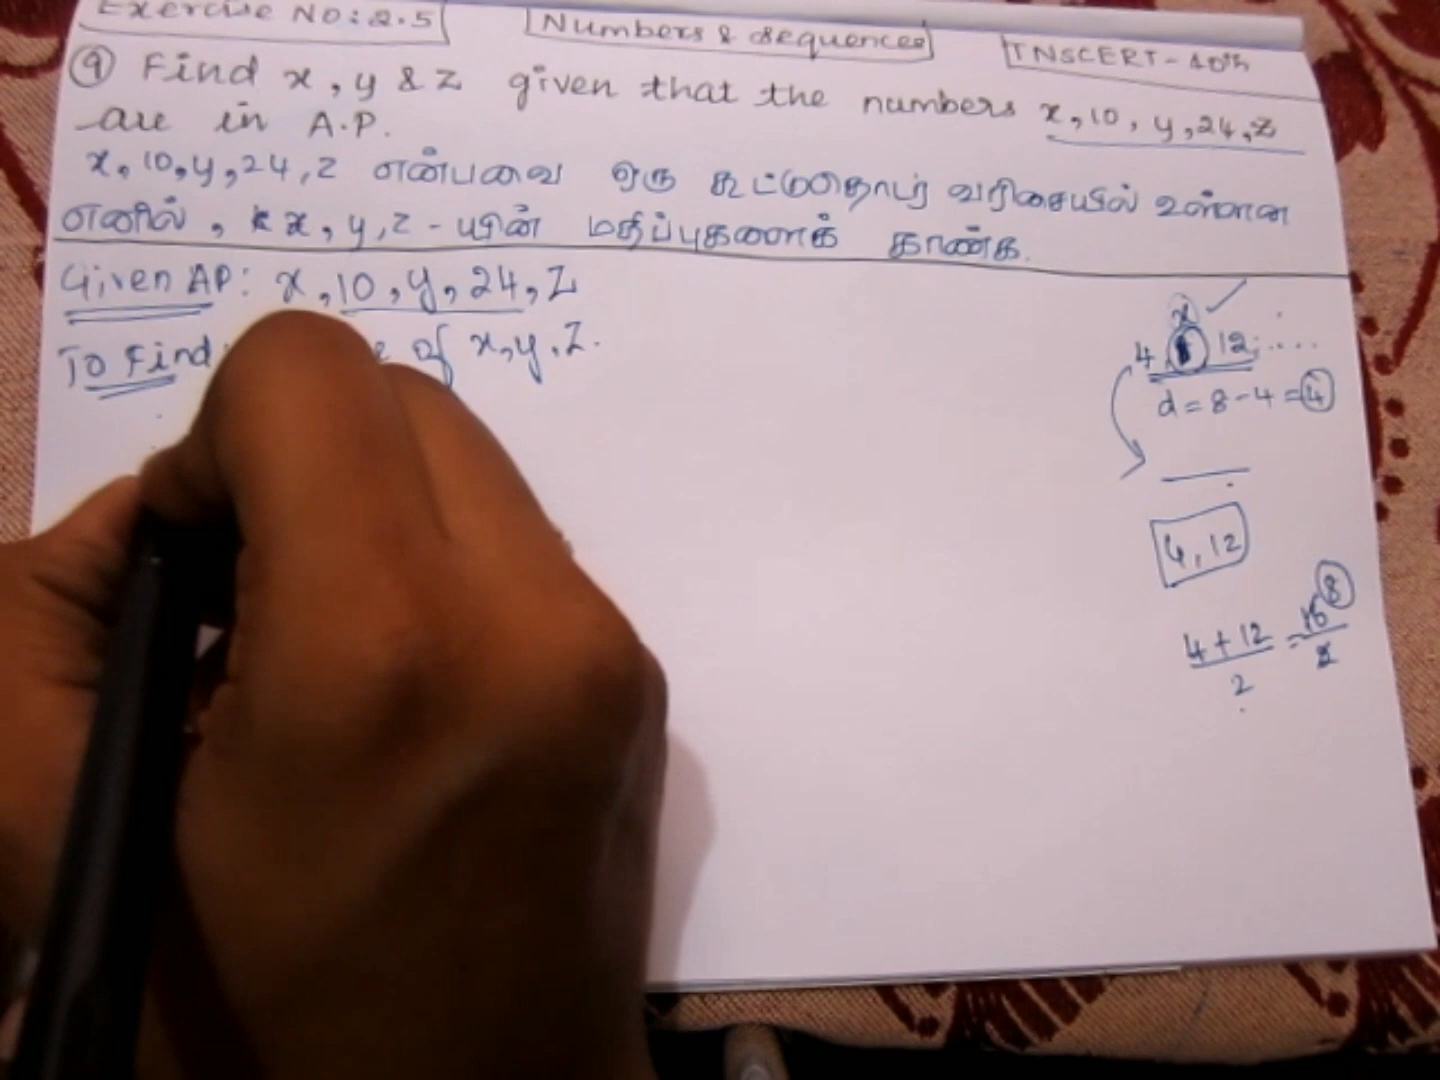 Exercise NO: 2.5 Numbers & Sequences TNSCERT - 10th
9 Find x, y & z given that the numbers x, 10, y, 24, z
are in A.P.
x, 10, y, 24, z என்பவை ஒரு கூட்டுதொடர் வரிசையில் உள்ளன
எனில், x, y, z - யின் மதிப்புகளைக் காண்க.
Given AP: x, 10, y, 24, z
To Find: of x, y, z.
x
4, 12, ....
d = 8 - 4 = 4
4, 12
4 + 12 / 2 = 16 / 2 8